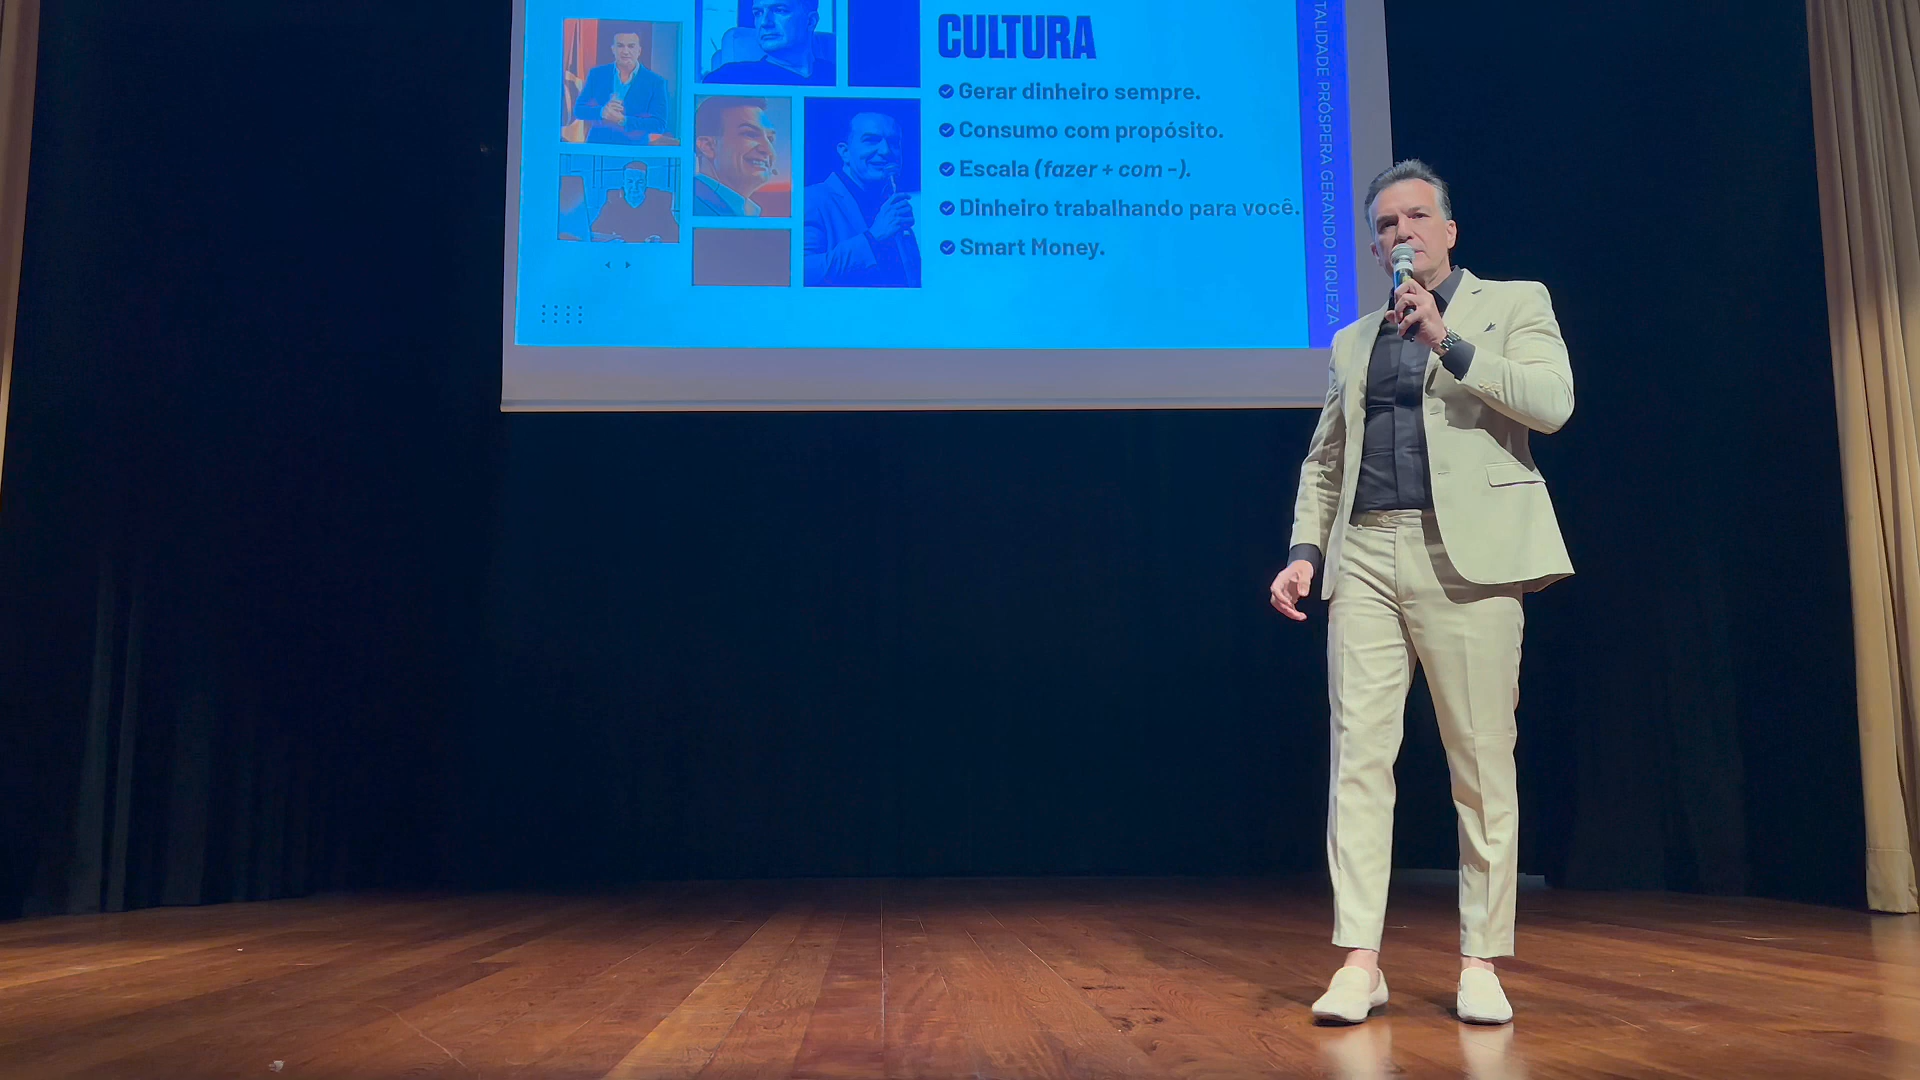 CULTURA
Gerar dinheiro sempre.
Consumo com propósito.
Escala (fazer + com -).
Dinheiro trabalhando para você.
Smart Money.
TALIDADE PRÓSPERA GERANDO RIQUEZA